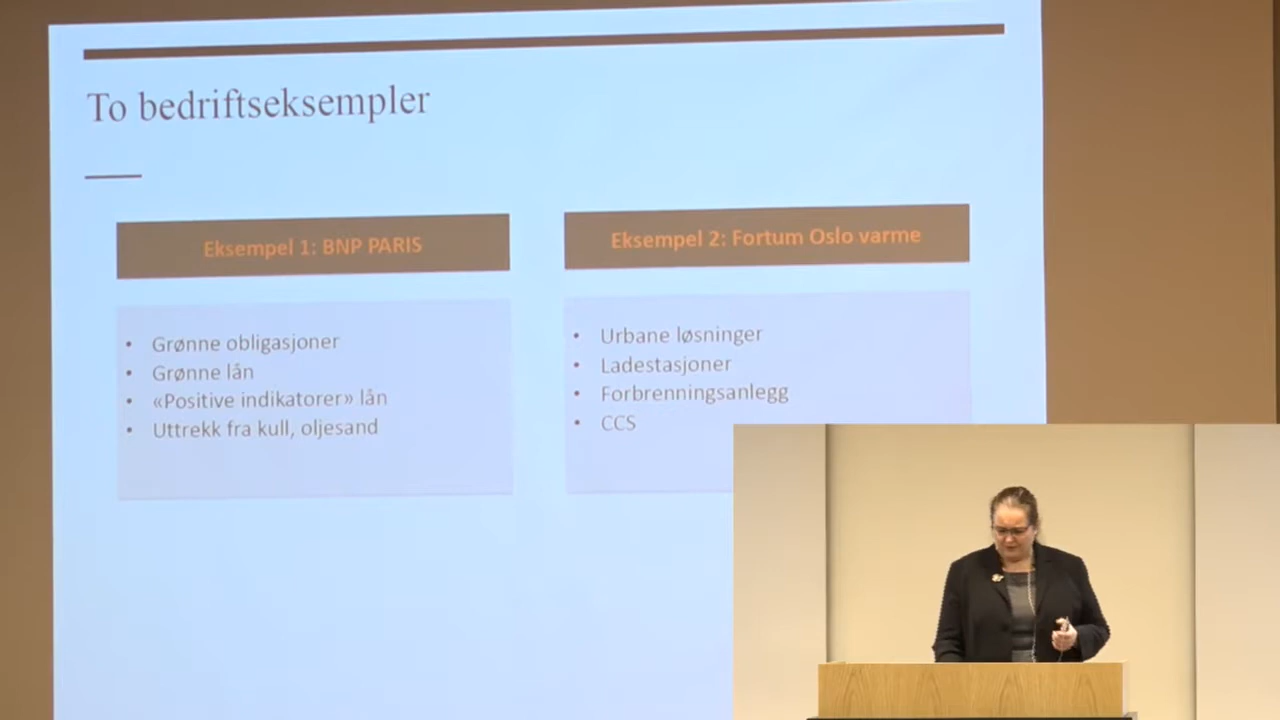 To bedriftseksempler
Eksempel 1: BNP PARIS
Grønne obligasjoner
Grønne lån
«Positive indikatorer» lån
Uttrekk fra kull, oljesand
Eksempel 2: Fortum Oslo varme
Urbane løsninger
Ladestasjoner
Forbrenningsanlegg
CCS